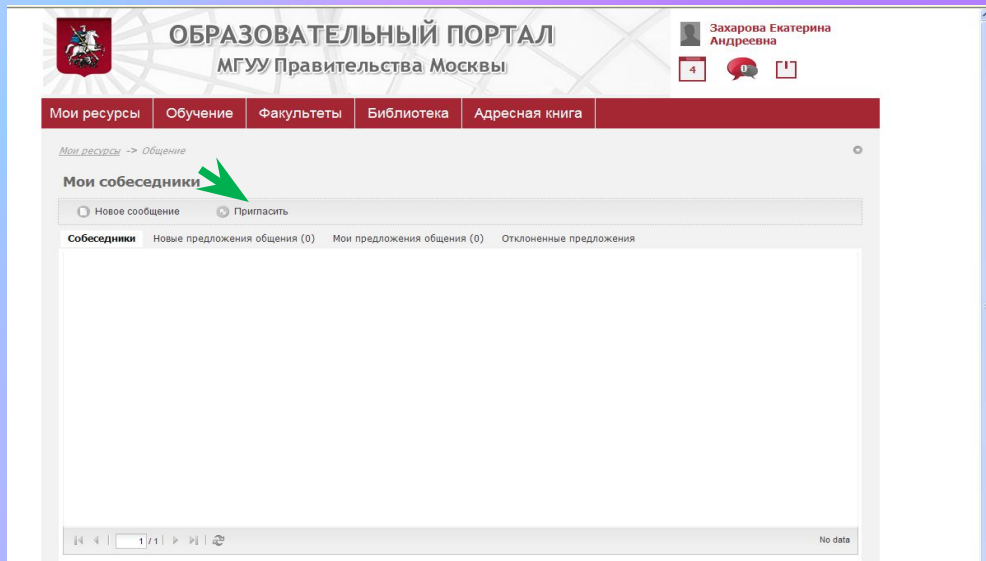 ОБРАЗОВАТЕЛЬНЫЙ ПОРТАЛ
МГУУ Правительства Москвы
Захарова Екатерина
Андреевна
4
0
Мои ресурсы Обучение Факультеты Библиотека Адресная книга
Мои ресурсы -> Общение
Мои собеседники
Новое сообщение Пригласить
Собеседники Новые предложения общения (0) Мои предложения общения (0) Отклоненные предложения
1 / 1 No data